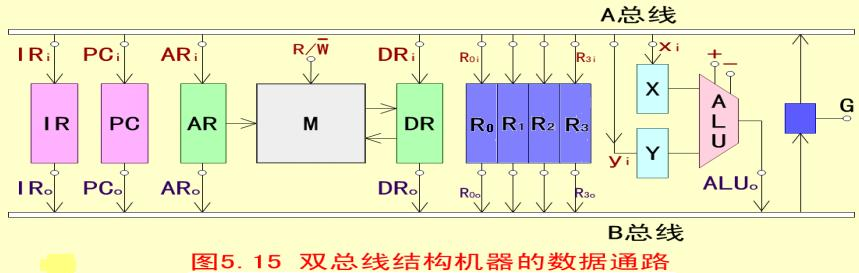 A总线
IRi PCi ARi R/W̅ DRi R0i R3i Xi + −
IR PC AR M DR R0 R1 R2 R3 X Y ALU G
yi
IRo PCo ARo DRo R0o R3o ALUo
B总线
图5.15 双总线结构机器的数据通路